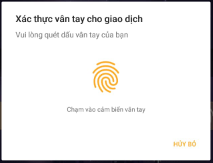 Xác thực vân tay cho giao dịch
Vui lòng quét dấu vân tay của bạn
Chạm vào cảm biến vân tay
HỦY BỎ